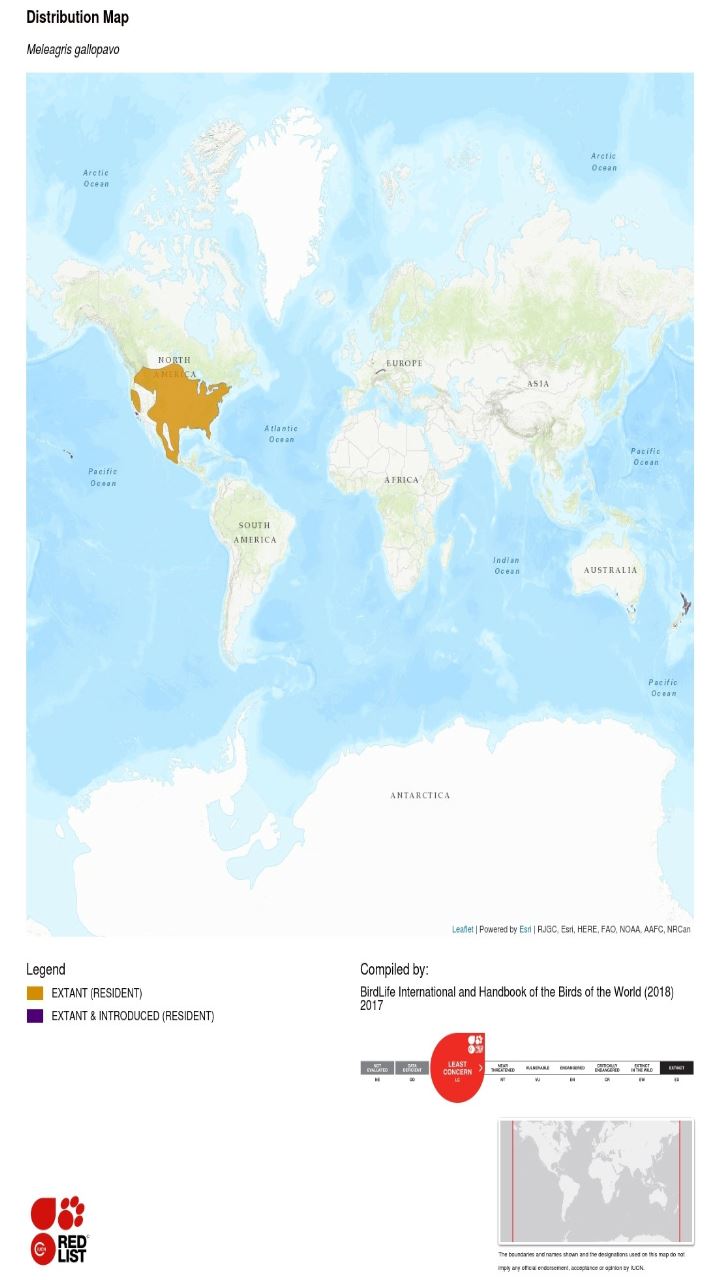 Distribution Map
Meleagris gallopavo
Arctic
Ocean
Arctic
Ocean
NORTH
AMERICA
EUROPE
ASIA
Atlantic
Ocean
Pacific
Ocean
Pacific
Ocean
AFRICA
SOUTH
AMERICA
Indian
Ocean
AUSTRALIA
Pacific
Ocean
ANTARCTICA
Leaflet | Powered by Esri | RJGC, Esri, HERE, FAO, NOAA, AAFC, NRCan
Legend
EXTANT (RESIDENT)
EXTANT & INTRODUCED (RESIDENT)
Compiled by:
BirdLife International and Handbook of the Birds of the World (2018)
2017
NOT
EVALUATED
NE
DATA
DEFICIENT
DD
LEAST
CONCERN
LC
NEAR
THREATENED
NT
VULNERABLE
VU
ENDANGERED
EN
CRITICALLY
ENDANGERED
CR
EXTINCT
IN THE WILD
EW
EXTINCT
EX
The boundaries and names shown and the designations used on this map do not
imply any official endorsement, acceptance or opinion by IUCN.
IUCN
RED
LIST